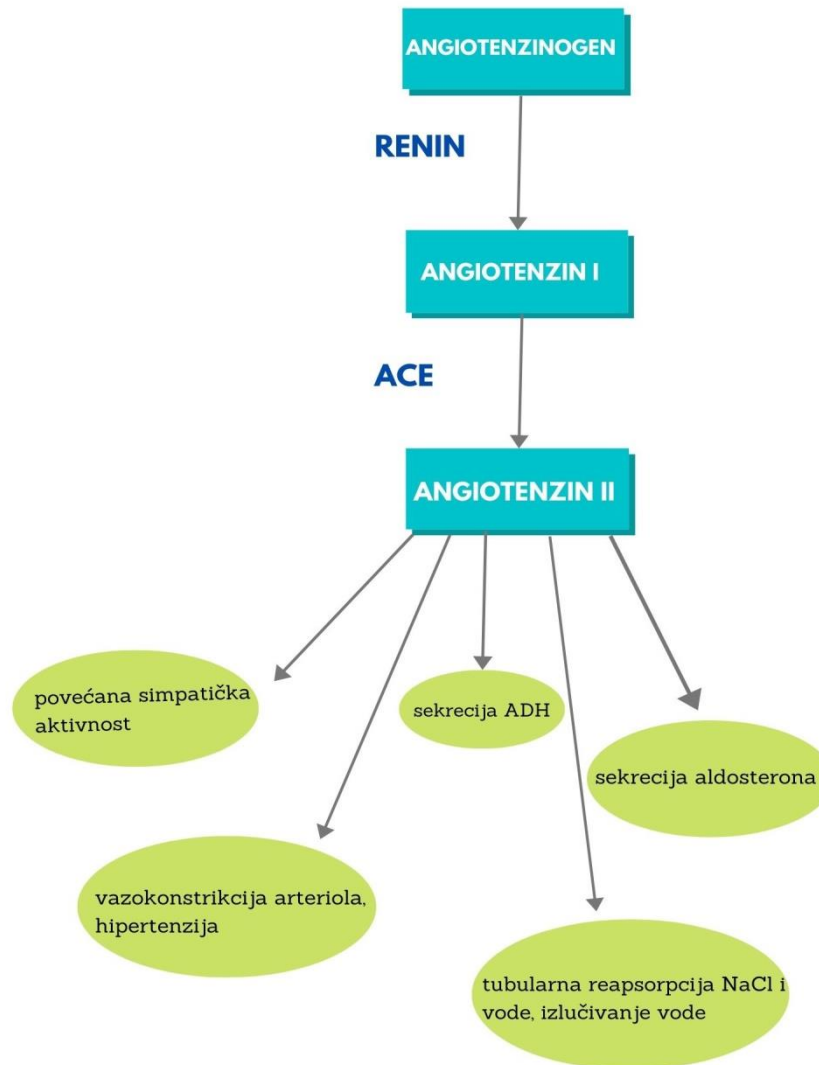 ANGIOTENZINOGEN
RENIN
ANGIOTENZIN I
ACE
ANGIOTENZIN II
povećana simpatička
aktivnost
sekrecija ADH
sekrecija aldosterona
vazokonstrikcija arteriola,
hipertenzija
tubularna reapsorpcija NaCl i
vode, izlučivanje vode